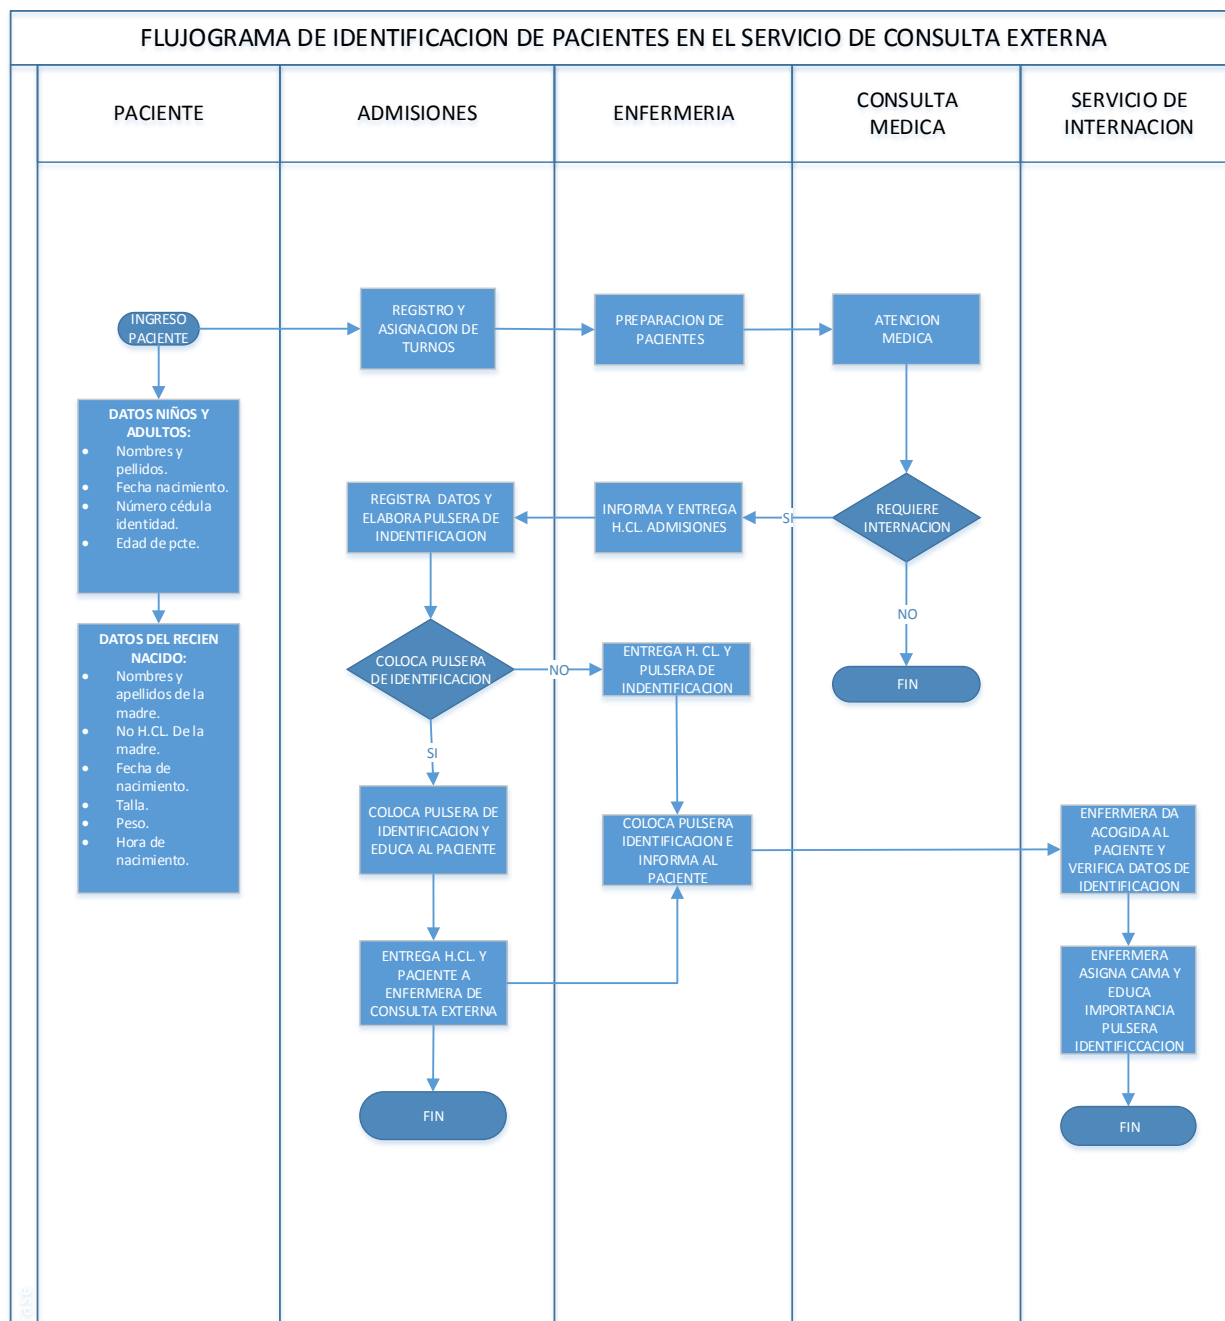 FLUJOGRAMA DE IDENTIFICACION DE PACIENTES EN EL SERVICIO DE CONSULTA EXTERNA
PACIENTE
ADMISIONES
ENFERMERIA
CONSULTA
MEDICA
SERVICIO DE
INTERNACION
INGRESO
PACIENTE
REGISTRO Y
ASIGNACION DE
TURNOS
PREPARACION DE
PACIENTES
ATENCION
MEDICA
DATOS NIÑOS Y
ADULTOS:
• Nombres y
pellidos.
• Fecha nacimiento.
• Número cédula
identidad.
• Edad de pcte.
REGISTRA DATOS Y
ELABORA PULSERA DE
INDENTIFICACION
INFORMA Y ENTREGA
H.CL. ADMISIONES
SI
REQUIERE
INTERNACION
NO
FIN
DATOS DEL RECIEN
NACIDO:
• Nombres y
apellidos de la
madre.
• No H.CL. De la
madre.
• Fecha de
nacimiento.
• Talla.
• Peso.
• Hora de
nacimiento.
COLOCA PULSERA
DE IDENTIFICACION
NO
ENTREGA H. CL. Y
PULSERA DE
INDENTIFICACION
SI
COLOCA PULSERA DE
IDENTIFICACION Y
EDUCA AL PACIENTE
COLOCA PULSERA
IDENTIFICACION E
INFORMA AL
PACIENTE
ENFERMERA DA
ACOGIDA AL
PACIENTE Y
VERIFICA DATOS DE
IDENTIFICACION
ENTREGA H.CL. Y
PACIENTE A
ENFERMERA DE
CONSULTA EXTERNA
ENFERMERA
ASIGNA CAMA Y
EDUCA
IMPORTANCIA
PULSERA
IDENTIFICCACION
FIN
FIN